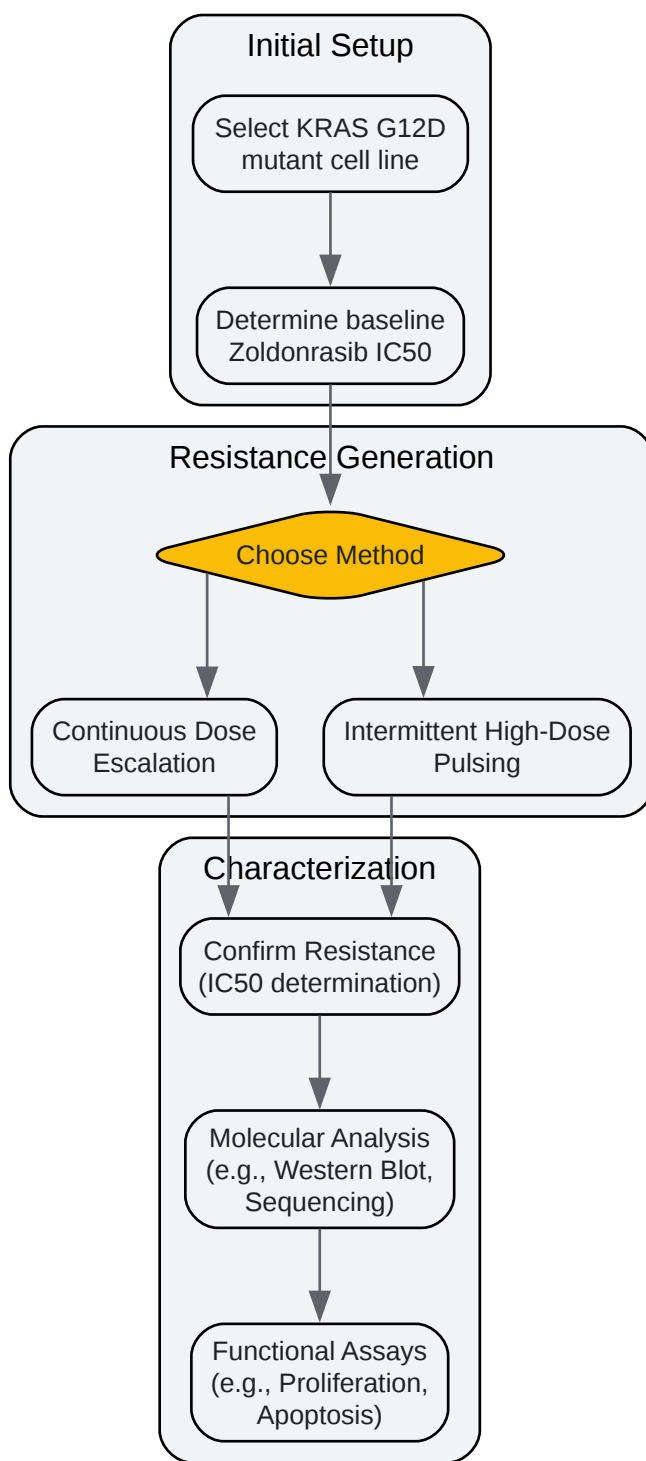 Initial Setup
Select KRAS G12D
mutant cell line
Determine baseline
Zoldonrasib IC50
Resistance Generation
Choose Method
Continuous Dose
Escalation
Intermittent High-Dose
Pulsing
Characterization
Confirm Resistance
(IC50 determination)
Molecular Analysis
(e.g., Western Blot,
Sequencing)
Functional Assays
(e.g., Proliferation,
Apoptosis)